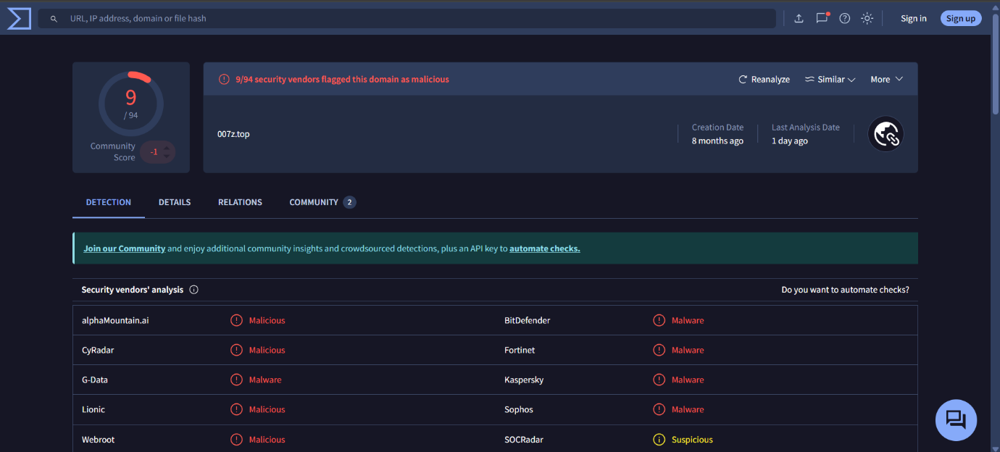 URL, IP address, domain or file hash
Sign in
Sign up
9
/ 94
Community
Score
-1
9/94 security vendors flagged this domain as malicious
Reanalyze
Similar
More
007z.top
Creation Date
8 months ago
Last Analysis Date
1 day ago
DETECTION
DETAILS
RELATIONS
COMMUNITY 2
Join our Community and enjoy additional community insights and crowdsourced detections, plus an API key to automate checks.
Security vendors' analysis
Do you want to automate checks?
alphaMountain.ai Malicious BitDefender Malware
CyRadar Malicious Fortinet Malware
G-Data Malware Kaspersky Malware
Lionic Malicious Sophos Malware
Webroot Malicious SOCRadar Suspicious